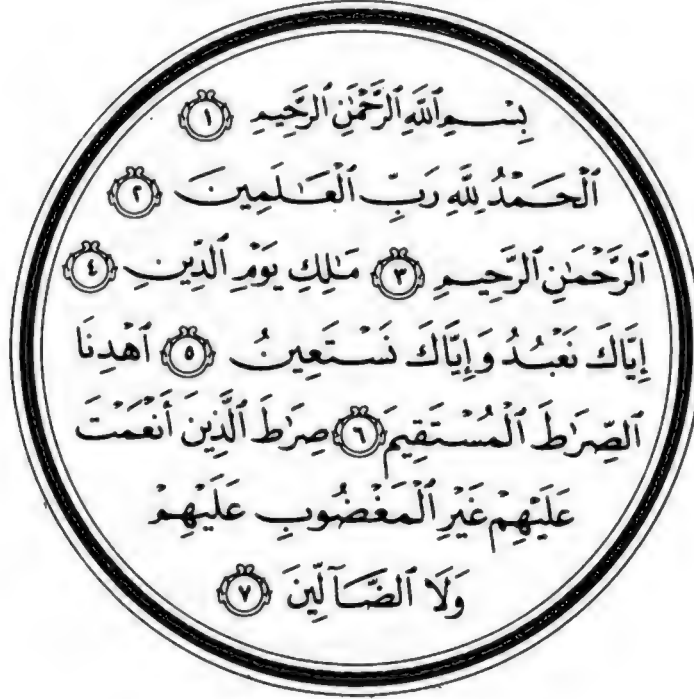 بِسْمِ ٱللَّهِ ٱلرَّحْمَٰنِ ٱلرَّحِيمِ ١
ٱلْحَمْدُ لِلَّهِ رَبِّ ٱلْعَٰلَمِينَ ٢
ٱلرَّحْمَٰنِ ٱلرَّحِيمِ ٣ مَٰلِكِ يَوْمِ ٱلدِّينِ ٤
إِيَّاكَ نَعْبُدُ وَإِيَّاكَ نَسْتَعِينُ ٥ ٱهْدِنَا
ٱلصِّرَٰطَ ٱلْمُسْتَقِيمَ ٦ صِرَٰطَ ٱلَّذِينَ أَنْعَمْتَ
عَلَيْهِمْ غَيْرِ ٱلْمَغْضُوبِ عَلَيْهِمْ
وَلَا ٱلضَّآلِّينَ ٧